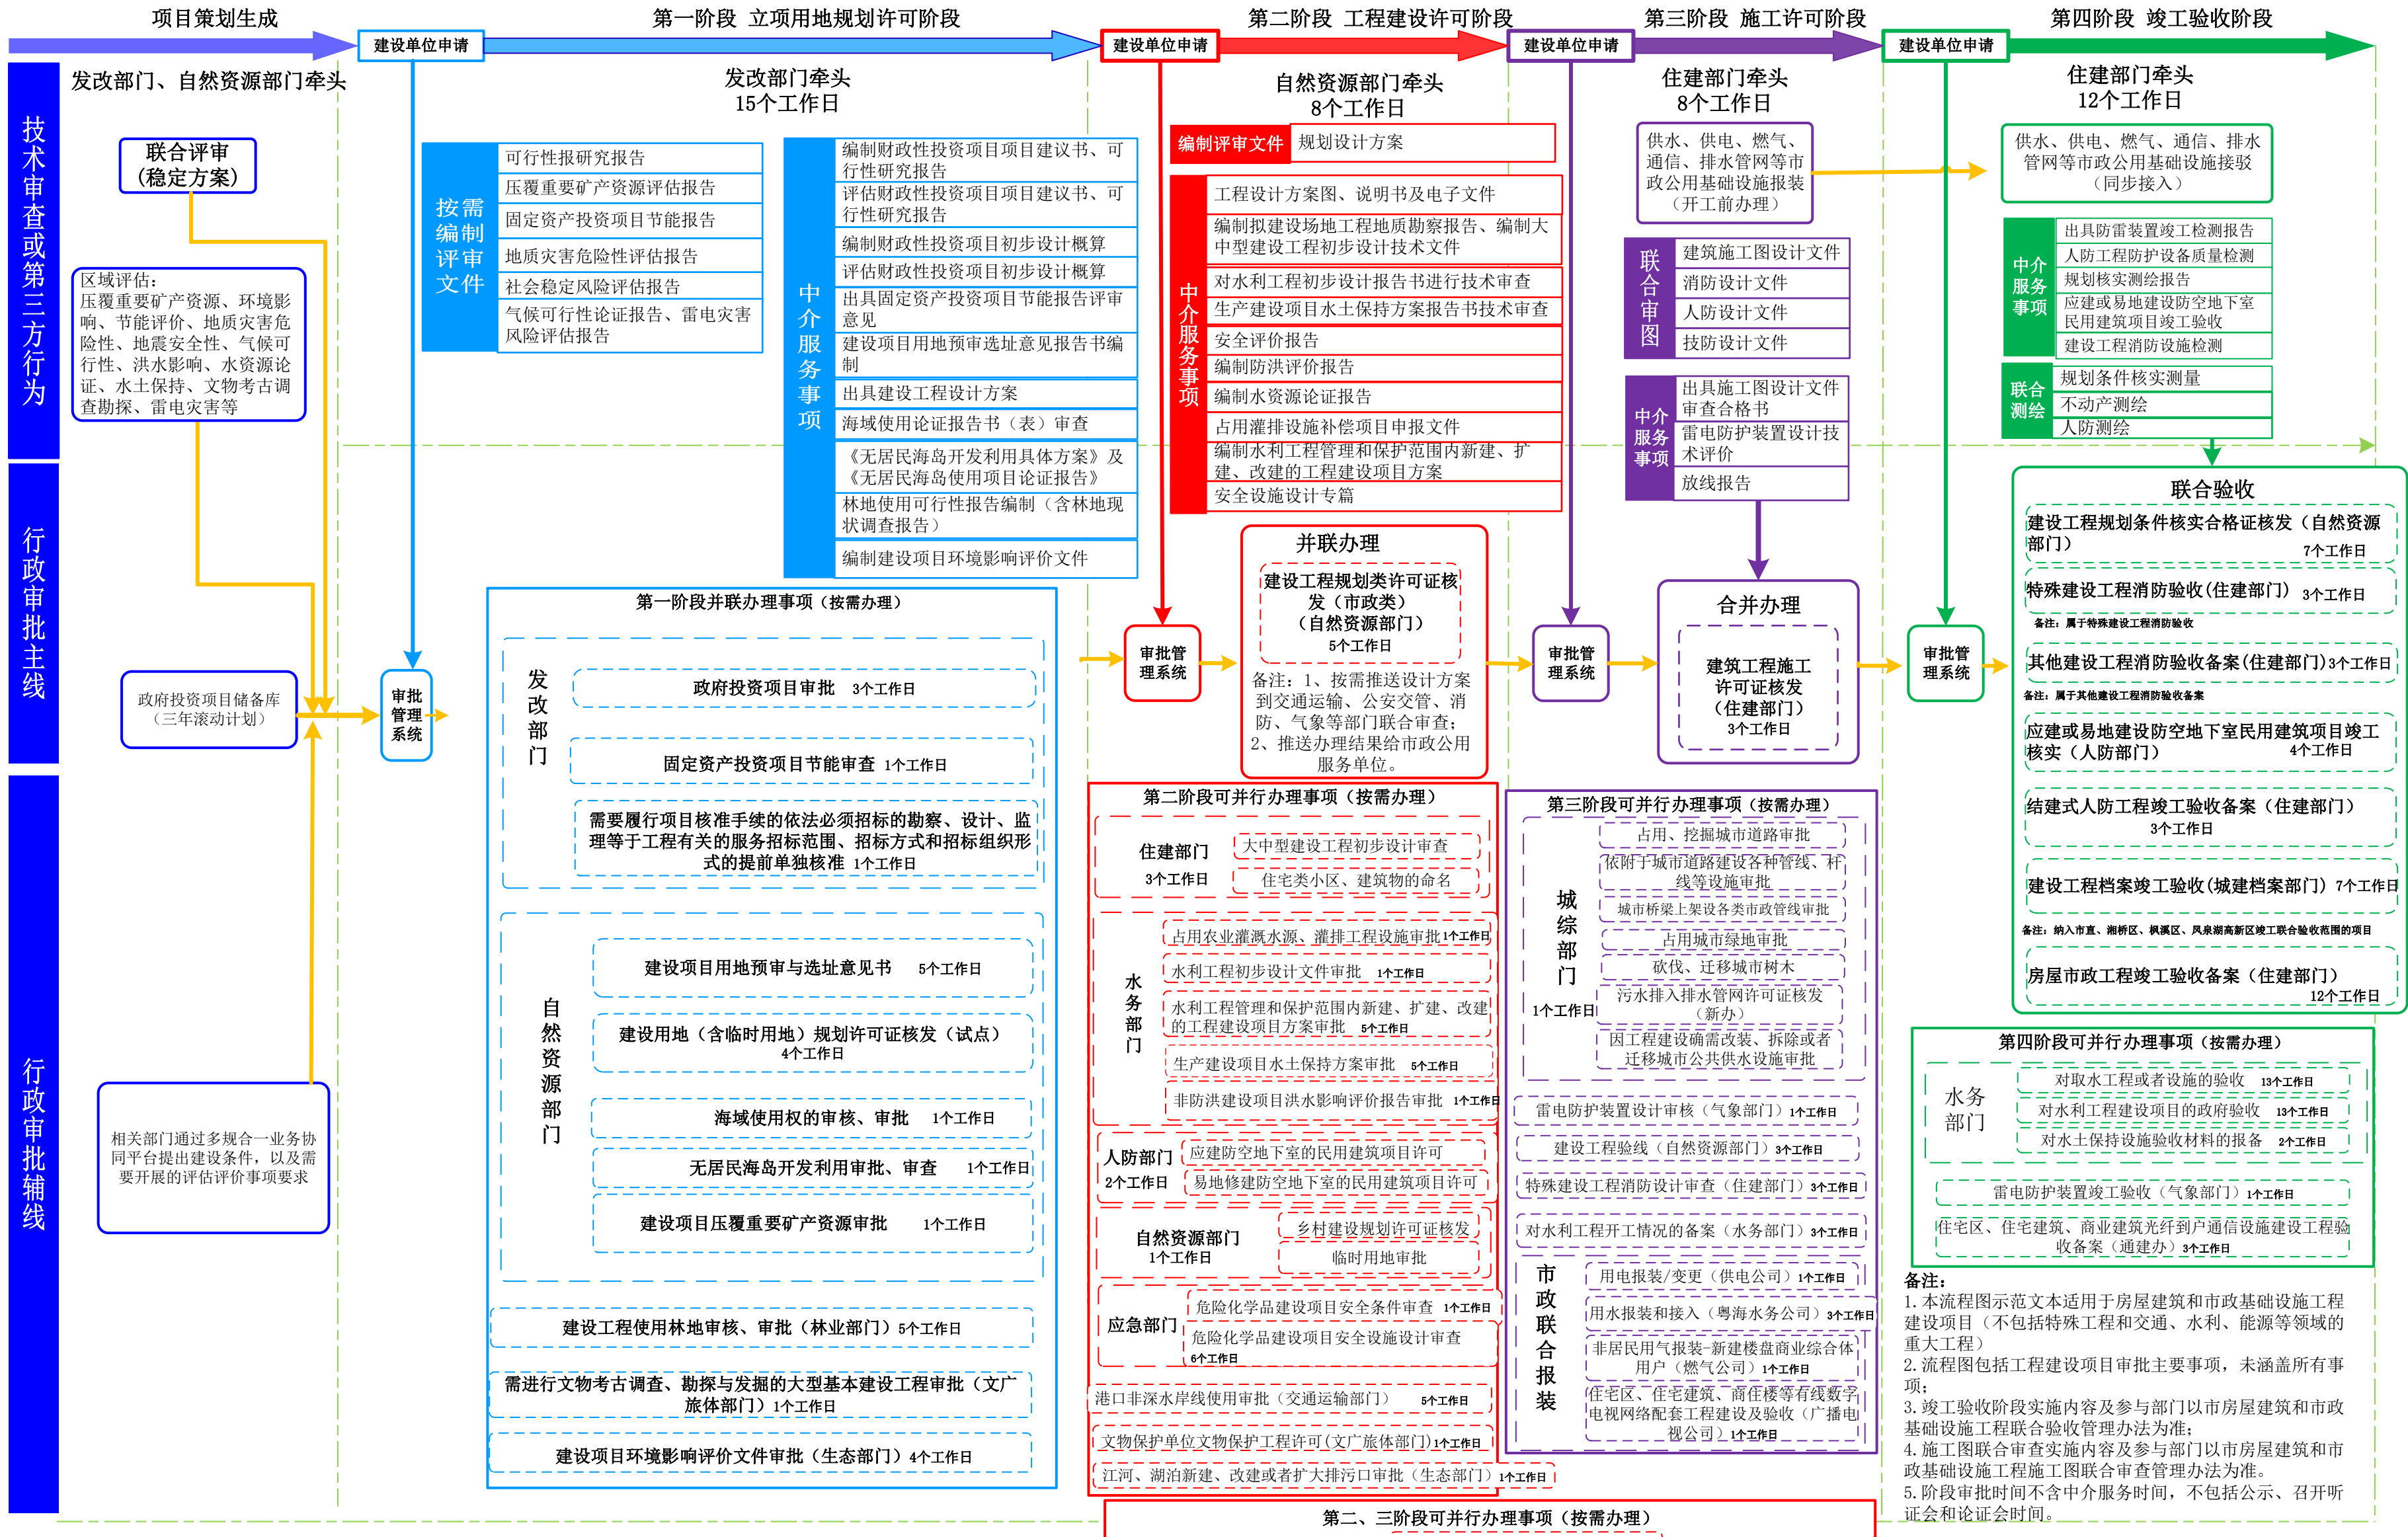 项目策划生成
第一阶段 立项用地规划许可阶段
第二阶段 工程建设许可阶段
第三阶段 施工许可阶段
第四阶段 竣工验收阶段
建设单位申请
建设单位申请
建设单位申请
建设单位申请
发改部门、自然资源部门牵头
发改部门牵头
15个工作日
自然资源部门牵头
8个工作日
住建部门牵头
8个工作日
住建部门牵头
12个工作日
技术审查或第三方行为
行政审批主线
行政审批辅线
联合评审
(稳定方案)
区域评估：
压覆重要矿产资源、环境影
响、节能评价、地质灾害危
险性、地震安全性、气候可
行性、洪水影响、水资源论
证、水土保持、文物考古调
查勘探、雷电灾害等
政府投资项目储备库
（三年滚动计划）
相关部门通过多规合一业务协
同平台提出建设条件，以及需
要开展的评估评价事项要求
审批
管理
系统
按需
编制
评审
文件
可行性报研究报告
压覆重要矿产资源评估报告
固定资产投资项目节能报告
地质灾害危险性评估报告
社会稳定风险评估报告
气候可行性论证报告、雷电灾害
风险评估报告
中介服务事项
编制财政性投资项目项目建议书、可
行性研究报告
评估财政性投资项目项目建议书、可
行性研究报告
编制财政性投资项目初步设计概算
评估财政性投资项目初步设计概算
出具固定资产投资项目节能报告评审
意见
建设项目用地预审选址意见报告书编
制
出具建设工程设计方案
海域使用论证报告书（表）审查
《无居民海岛开发利用具体方案》及
《无居民海岛使用项目论证报告》
林地使用可行性报告编制（含林地现
状调查报告）
编制建设项目环境影响评价文件
第一阶段并联办理事项（按需办理）
发改部门
政府投资项目审批 3个工作日
固定资产投资项目节能审查 1个工作日
需要履行项目核准手续的依法必须招标的勘察、设计、监
理等于工程有关的服务招标范围、招标方式和招标组织形
式的提前单独核准 1个工作日
自然资源部门
建设项目用地预审与选址意见书 5个工作日
建设用地（含临时用地）规划许可证核发（试点）
4个工作日
海域使用权的审核、审批 1个工作日
无居民海岛开发利用审批、审查 1个工作日
建设项目压覆重要矿产资源审批 1个工作日
建设工程使用林地审核、审批（林业部门）5个工作日
需进行文物考古调查、勘探与发掘的大型基本建设工程审批（文广
旅体部门）1个工作日
建设项目环境影响评价文件审批（生态部门）4个工作日
编制评审文件
规划设计方案
中介服务事项
工程设计方案图、说明书及电子文件
编制拟建设场地工程地质勘察报告、编制大
中型建设工程初步设计技术文件
对水利工程初步设计报告书进行技术审查
生产建设项目水土保持方案报告书技术审查
安全评价报告
编制防洪评价报告
编制水资源论证报告
占用灌排设施补偿项目申报文件
编制水利工程管理和保护范围内新建、扩
建、改建的工程建设项目方案
安全设施设计专篇
审批管
理系统
并联办理
建设工程规划类许可证核
发（市政类）
（自然资源部门）
5个工作日
备注：1、按需推送设计方案
到交通运输、公安交管、消
防、气象等部门联合审查；
2、推送办理结果给市政公用
服务单位。
第二阶段可并行办理事项（按需办理）
住建部门
3个工作日
大中型建设工程初步设计审查
住宅类小区、建筑物的命名
水务部门
占用农业灌溉水源、灌排工程设施审批1个工作日
水利工程初步设计文件审批 1个工作日
水利工程管理和保护范围内新建、扩建、改建
的工程建设项目方案审批 5个工作日
生产建设项目水土保持方案审批 5个工作日
非防洪建设项目洪水影响评价报告审批 1个工作日
人防部门
2个工作日
应建防空地下室的民用建筑项目许可
易地修建防空地下室的民用建筑项目许可
自然资源部门
1个工作日
乡村建设规划许可证核发
临时用地审批
应急部门
危险化学品建设项目安全条件审查 1个工作日
危险化学品建设项目安全设施设计审查
6个工作日
港口非深水岸线使用审批（交通运输部门） 5个工作日
文物保护单位文物保护工程许可(文广旅体部门)1个工作日
江河、湖泊新建、改建或者扩大排污口审批（生态部门）1个工作日
第二、三阶段可并行办理事项（按需办理）
供水、供电、燃气、
通信、排水管网等市
政公用基础设施报装
（开工前办理）
联合审图
建筑施工图设计文件
消防设计文件
人防设计文件
技防设计文件
中介
服务
事项
出具施工图设计文件
审查合格书
雷电防护装置设计技
术评价
放线报告
审批管
理系统
合并办理
建筑工程施工
许可证核发
（住建部门）
3个工作日
第三阶段可并行办理事项（按需办理）
城综部门
1个工作日
占用、挖掘城市道路审批
依附于城市道路建设各种管线、杆
线等设施审批
城市桥梁上架设各类市政管线审批
占用城市绿地审批
砍伐、迁移城市树木
污水排入排水管网许可证核发
（新办）
因工程建设确需改装、拆除或者
迁移城市公共供水设施审批
雷电防护装置设计审核（气象部门）1个工作日
建设工程验线（自然资源部门）3个工作日
特殊建设工程消防设计审查（住建部门）3个工作日
对水利工程开工情况的备案（水务部门）3个工作日
市政联合报装
用电报装/变更（供电公司）1个工作日
用水报装和接入（粤海水务公司）3个工作日
非居民用气报装-新建楼盘商业综合体
用户（燃气公司）1个工作日
住宅区、住宅建筑、商住楼等有线数字
电视网络配套工程建设及验收（广播电
视公司）1个工作日
供水、供电、燃气、通信、排水
管网等市政公用基础设施接驳
（同步接入）
中介
服务
事项
出具防雷装置竣工检测报告
人防工程防护设备质量检测
规划核实测绘报告
应建或易地建设防空地下室
民用建筑项目竣工验收
建设工程消防设施检测
联合
测绘
规划条件核实测量
不动产测绘
人防测绘
审批管
理系统
联合验收
建设工程规划条件核实合格证核发（自然资源
部门）
7个工作日
特殊建设工程消防验收(住建部门) 3个工作日
备注：属于特殊建设工程消防验收
其他建设工程消防验收备案(住建部门)3个工作日
备注：属于其他建设工程消防验收备案
应建或易地建设防空地下室民用建筑项目竣工
核实（人防部门） 4个工作日
结建式人防工程竣工验收备案（住建部门）
3个工作日
建设工程档案竣工验收(城建档案部门) 7个工作日
备注：纳入市直、湘桥区、枫溪区、凤泉湖高新区竣工联合验收范围的项目
房屋市政工程竣工验收备案（住建部门）
12个工作日
第四阶段可并行办理事项（按需办理）
水务
部门
对取水工程或者设施的验收 13个工作日
对水利工程建设项目的政府验收 13个工作日
对水土保持设施验收材料的报备 2个工作日
雷电防护装置竣工验收（气象部门）1个工作日
住宅区、住宅建筑、商业建筑光纤到户通信设施建设工程验
收备案（通建办）3个工作日
备注：
1.本流程图示范文本适用于房屋建筑和市政基础设施工程
建设项目（不包括特殊工程和交通、水利、能源等领域的
重大工程）
2.流程图包括工程建设项目审批主要事项，未涵盖所有事
项；
3.竣工验收阶段实施内容及参与部门以市房屋建筑和市政
基础设施工程联合验收管理办法为准；
4.施工图联合审查实施内容及参与部门以市房屋建筑和市
政基础设施工程施工图联合审查管理办法为准。
5.阶段审批时间不含中介服务时间，不包括公示、召开听
证会和论证会时间。